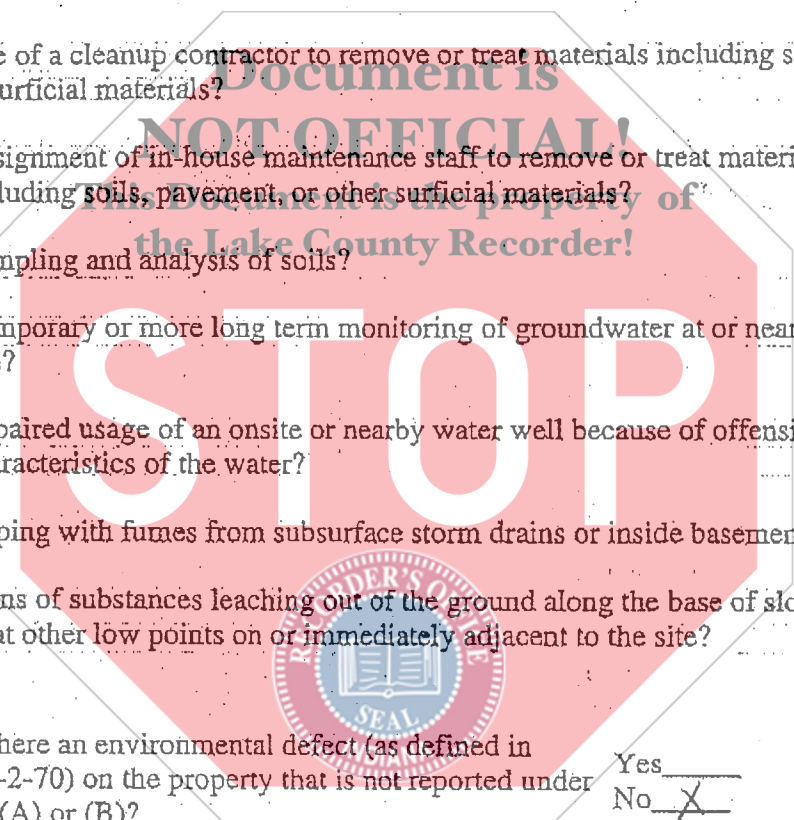 e of a cleanup contractor to remove or treat materials including s
urficial materials?
Document is
NOT OFFICIAL!
signment of in-house maintenance staff to remove or treat materi
luding soils, pavement, or other surficial materials?
This Document is the property of
the Lake County Recorder!
mpling and analysis of soils?
mporary or more long term monitoring of groundwater at or near
?
STOP
paired usage of an onsite or nearby water well because of offensi
racteristics of the water?
ping with fumes from subsurface storm drains or inside basemen
ns of substances leaching out of the ground along the base of slo
at other low points on or immediately adjacent to the site?
RECORDER'S OFFICE
SEAL
INDIANA
here an environmental defect (as defined in
-2-70) on the property that is not reported under
(A) or (B)?
Yes
No X